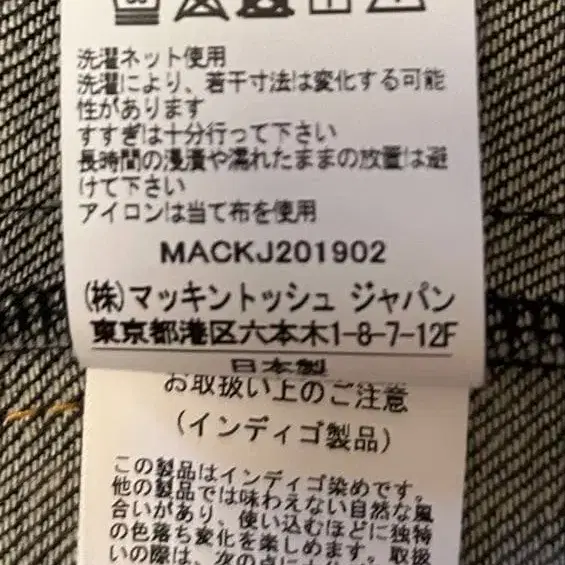 洗濯ネット使用
洗濯により、若干寸法は変化する可能
性があります
すすぎは十分行って下さい
長時間の浸漬や濡れたままの放置は避
けて下さい
アイロンは当て布を使用
MACKJ201902
(株)マッキントッシュ ジャパン
東京都港区六本木1-8-7-12F
日本製
お取扱い上のご注意
(インディゴ製品)
この製品はインディゴ染めです。
他の製品では味わえない自然な風
合いがあり、使い込むほどに独特
の色落ち変化を楽しめます。取扱
いの際は、次の点に